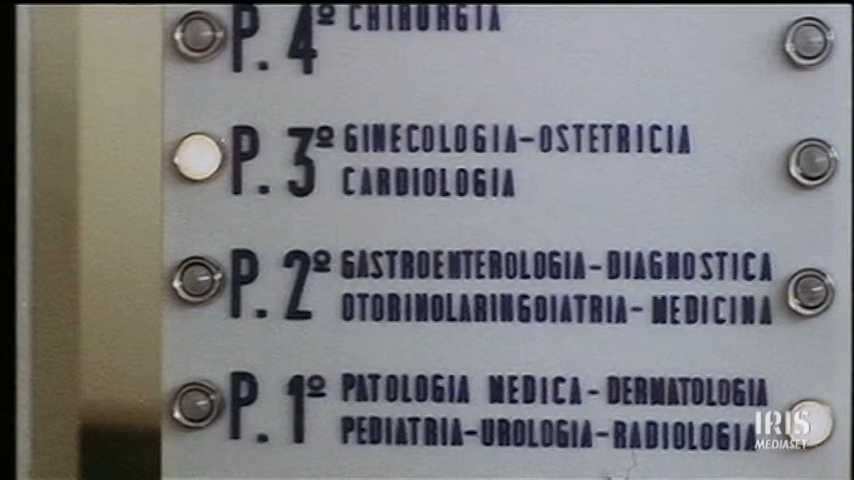 P. 4º CHIRURGIA
P. 3º GINECOLOGIA-OSTETRICIA
CARDIOLOGIA
P. 2º GASTROENTEROLOGIA-DIAGNOSTICA
OTORINOLARINGOIATRIA-MEDICINA
P. 1º PATOLOGIA MEDICA-DERMATOLOGIA
PEDIATRIA-UROLOGIA-RADIOLOGIA
IRIS
MEDIASET